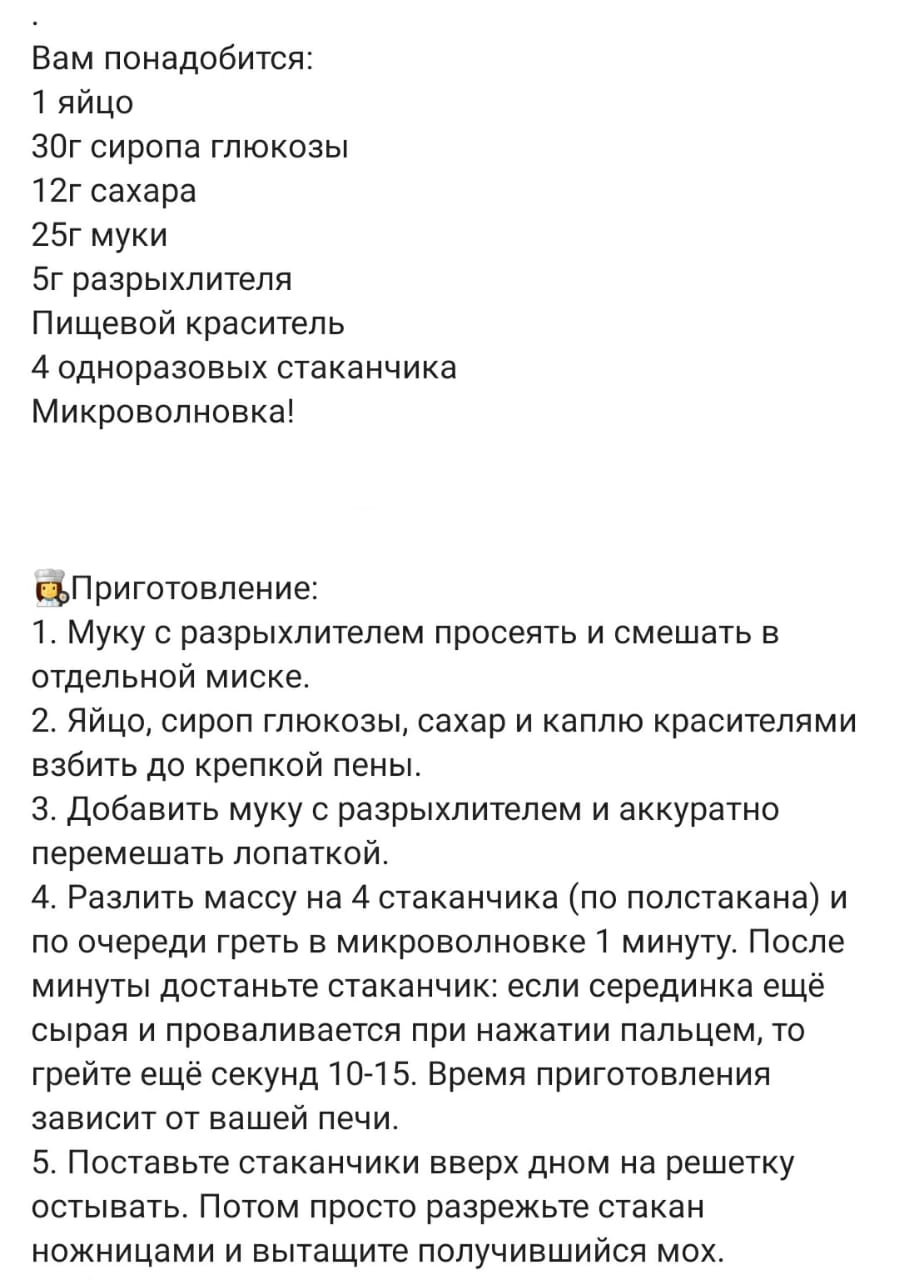 .
Вам понадобится:
1 яйцо
30г сиропа глюкозы
12г сахара
25г муки
5г разрыхлителя
Пищевой краситель
4 одноразовых стаканчика
Микроволновка!
👩‍🍳Приготовление:
1. Муку с разрыхлителем просеять и смешать в
отдельной миске.
2. Яйцо, сироп глюкозы, сахар и каплю красителями
взбить до крепкой пены.
3. Добавить муку с разрыхлителем и аккуратно
перемешать лопаткой.
4. Разлить массу на 4 стаканчика (по полстакана) и
по очереди греть в микроволновке 1 минуту. После
минуты достаньте стаканчик: если серединка ещё
сырая и проваливается при нажатии пальцем, то
грейте ещё секунд 10-15. Время приготовления
зависит от вашей печи.
5. Поставьте стаканчики вверх дном на решетку
остывать. Потом просто разрежьте стакан
ножницами и вытащите получившийся мох.